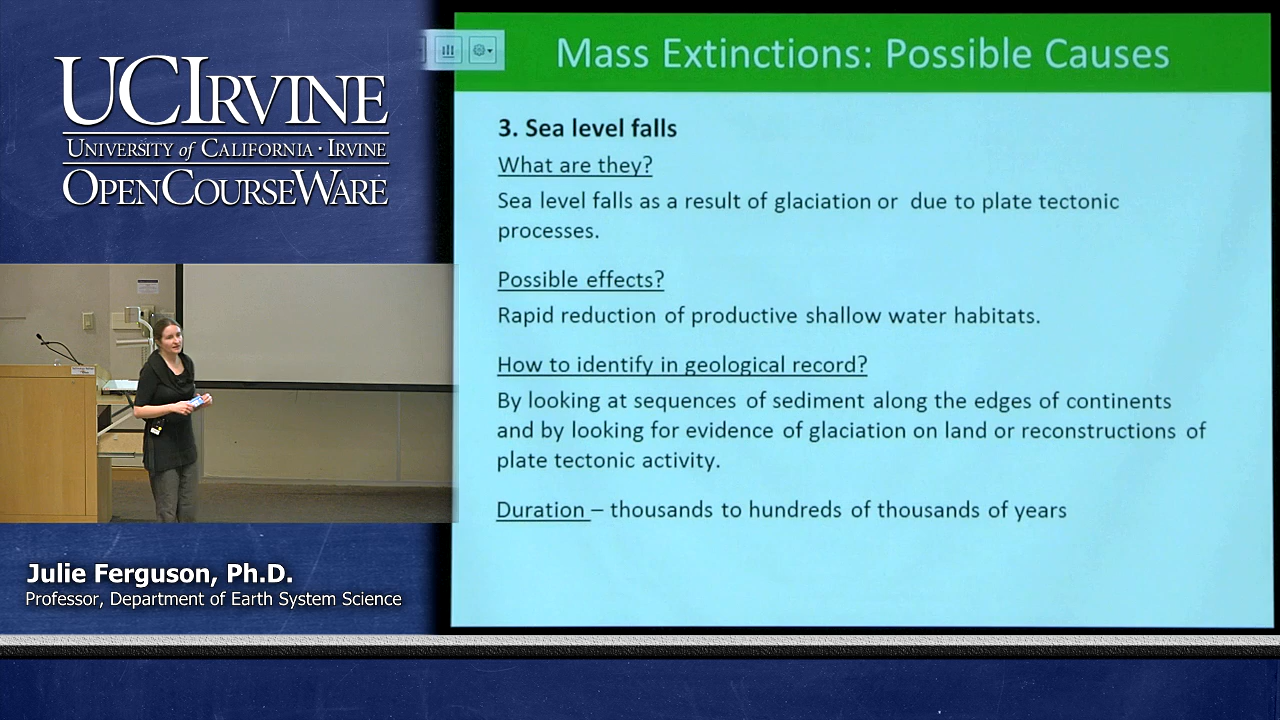 UCIRVINE
UNIVERSITY of CALIFORNIA · IRVINE
OPENCOURSEWARE
Mass Extinctions: Possible Causes
3. Sea level falls
What are they?
Sea level falls as a result of glaciation or due to plate tectonic
processes.
Possible effects?
Rapid reduction of productive shallow water habitats.
How to identify in geological record?
By looking at sequences of sediment along the edges of continents
and by looking for evidence of glaciation on land or reconstructions of
plate tectonic activity.
Duration – thousands to hundreds of thousands of years
Julie Ferguson, Ph.D.
Professor, Department of Earth System Science